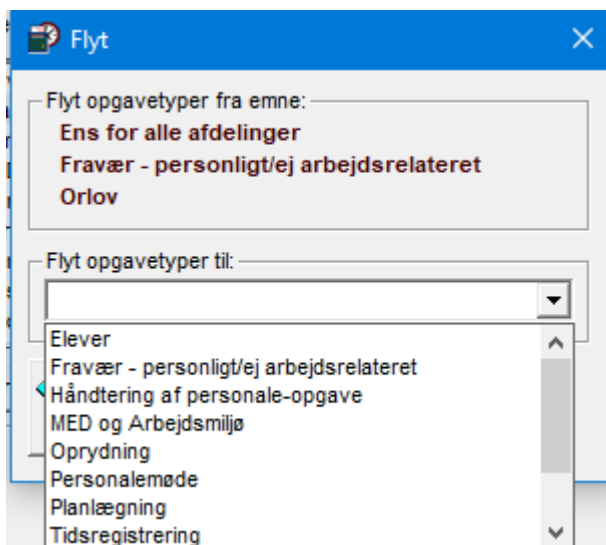 Flyt
Flyt opgavetyper fra emne:
Ens for alle afdelinger
Fravær - personligt/ej arbejdsrelateret
Orlov
Flyt opgavetyper til:
Elever
Fravær - personligt/ej arbejdsrelateret
Håndtering af personale-opgave
MED og Arbejdsmiljø
Oprydning
Personalemøde
Planlægning
Tidsregistrering